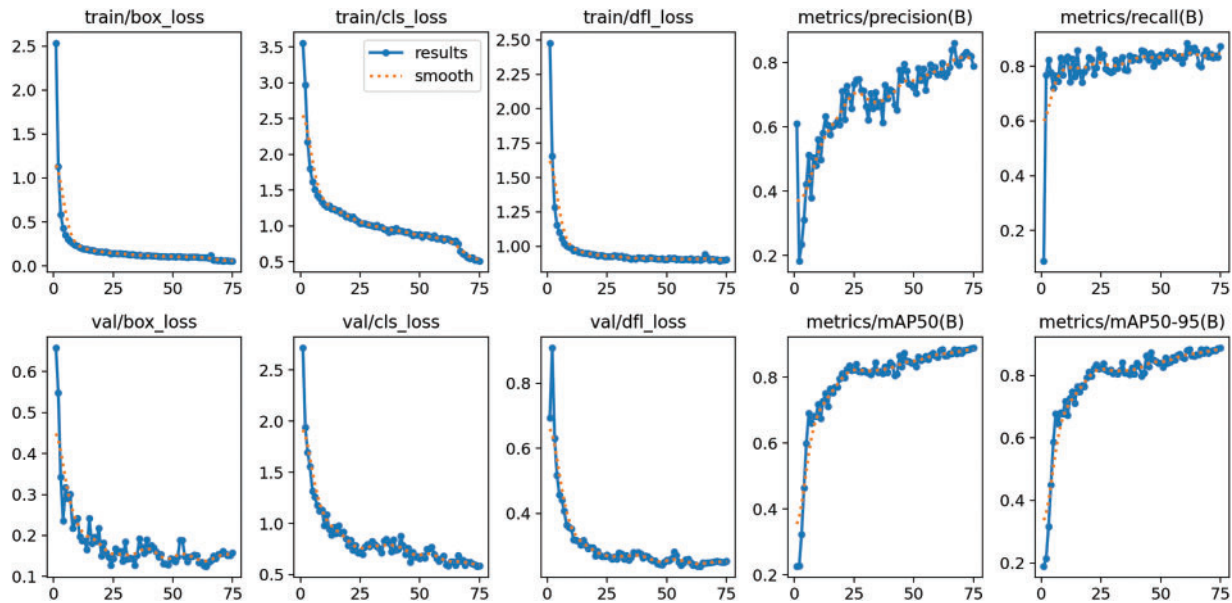 train/box_loss
2.5
2.0
1.5
1.0
0.5
0.0
0 25 50 75
train/cls_loss
results
smooth
3.5
3.0
2.5
2.0
1.5
1.0
0.5
0 25 50 75
train/dfl_loss
2.50
2.25
2.00
1.75
1.50
1.25
1.00
0 25 50 75
metrics/precision(B)
0.8
0.6
0.4
0.2
0 25 50 75
metrics/recall(B)
0.8
0.6
0.4
0.2
0 25 50 75
val/box_loss
0.6
0.5
0.4
0.3
0.2
0.1
0 25 50 75
val/cls_loss
2.5
2.0
1.5
1.0
0.5
0 25 50 75
val/dfl_loss
0.8
0.6
0.4
0 25 50 75
metrics/mAP50(B)
0.8
0.6
0.4
0.2
0 25 50 75
metrics/mAP50-95(B)
0.8
0.6
0.4
0.2
0 25 50 75